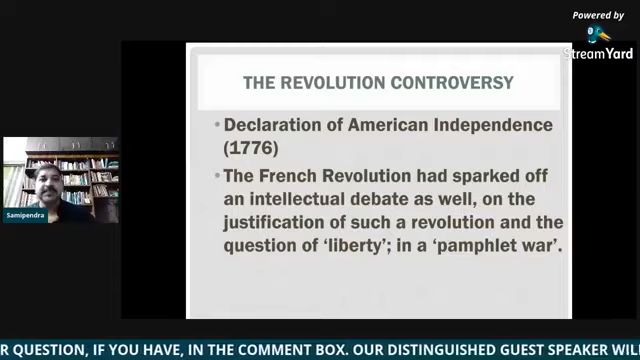 Powered by
StreamYard
THE REVOLUTION CONTROVERSY
• Declaration of American Independence
(1776)
• The French Revolution had sparked off
an intellectual debate as well, on the
justification of such a revolution and the
question of ‘liberty’; in a ‘pamphlet war’.
Samipendra
R QUESTION, IF YOU HAVE, IN THE COMMENT BOX. OUR DISTINGUISHED GUEST SPEAKER WIL